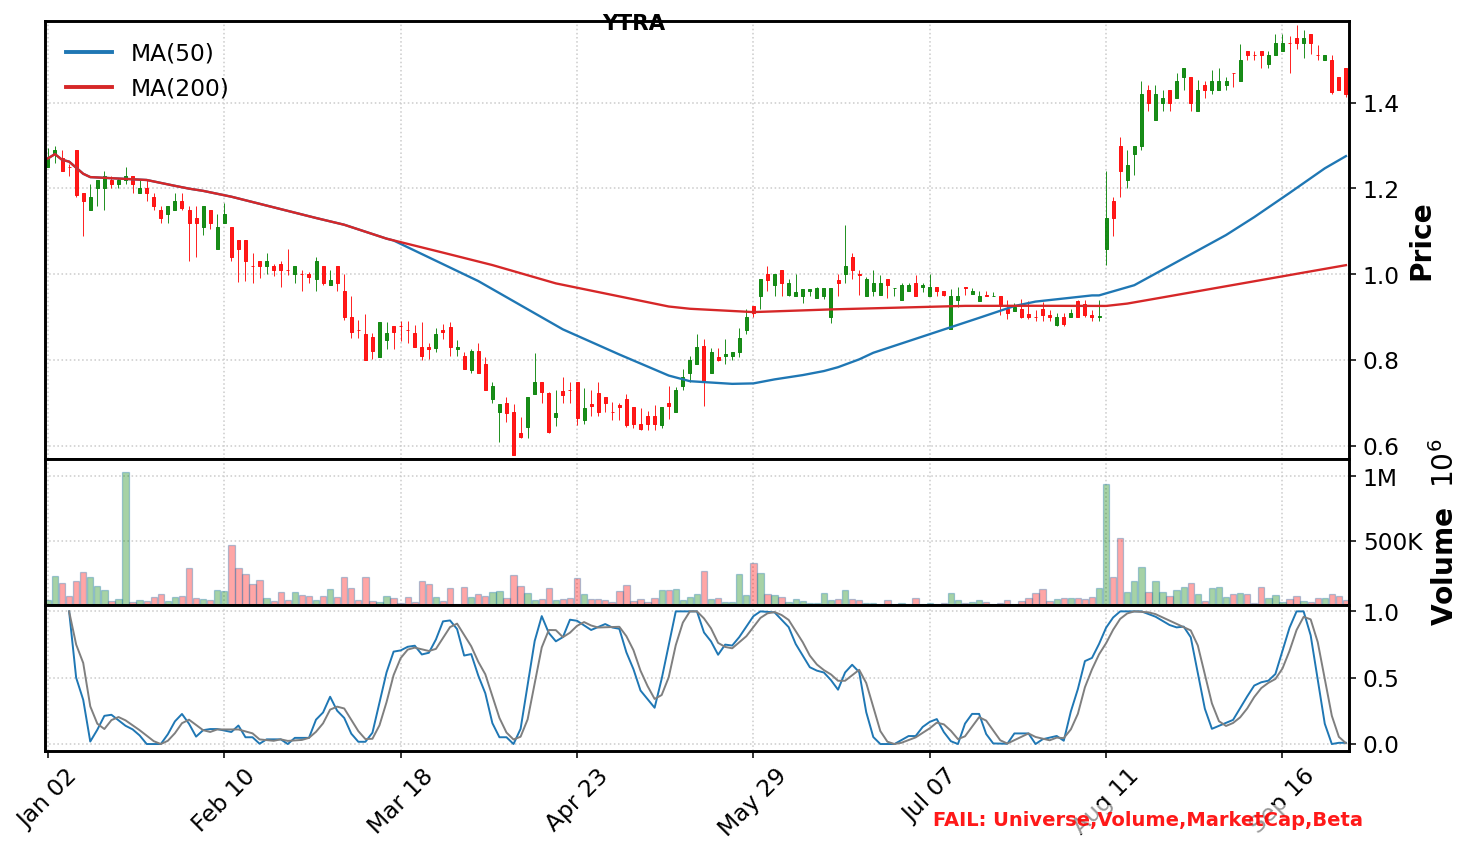 YTRA
MA(50)
MA(200)
1.4
1.2
1.0
0.8
0.6
Price
1M
500K
Volume 10^6
1.0
0.5
0.0
Jan 02
Feb 10
Mar 18
Apr 23
May 29
Jul 07
Aug 11
Sep 16
FAIL: Universe,Volume,MarketCap,Beta